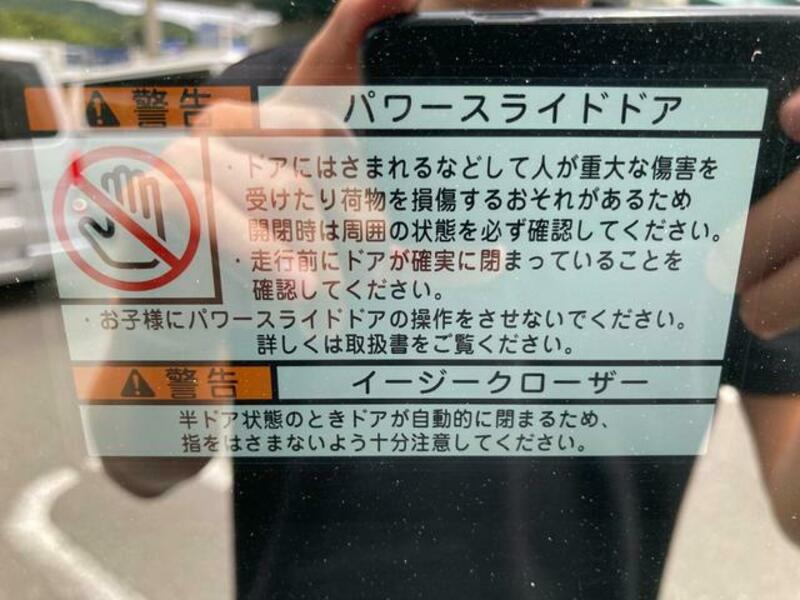 警告 パワースライドドア
・ドアにはさまれるなどして人が重大な傷害を
受けたり荷物を損傷するおそれがあるため
開閉時は周囲の状態を必ず確認してください。
・走行前にドアが確実に閉まっていることを
確認してください。
・お子様にパワースライドドアの操作をさせないでください。
詳しくは取扱書をご覧ください。
警告 イージークローザー
半ドア状態のときドアが自動的に閉まるため、
指をはさまないよう十分注意してください。